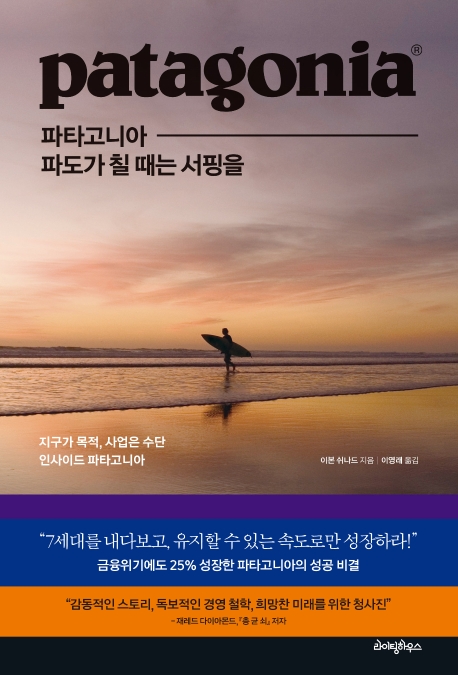 patagonia®
파타고니아
파도가 칠 때는 서핑을
지구가 목적, 사업은 수단
인사이드 파타고니아
이본 쉬나드 지음 | 이영래 옮김
“7세대를 내다보고, 유지할 수 있는 속도로만 성장하라!”
금융위기에도 25% 성장한 파타고니아의 성공 비결
“감동적인 스토리, 독보적인 경영 철학, 희망찬 미래를 위한 청사진”
- 재레드 다이아몬드, 『총 균 쇠』 저자
라이팅하우스